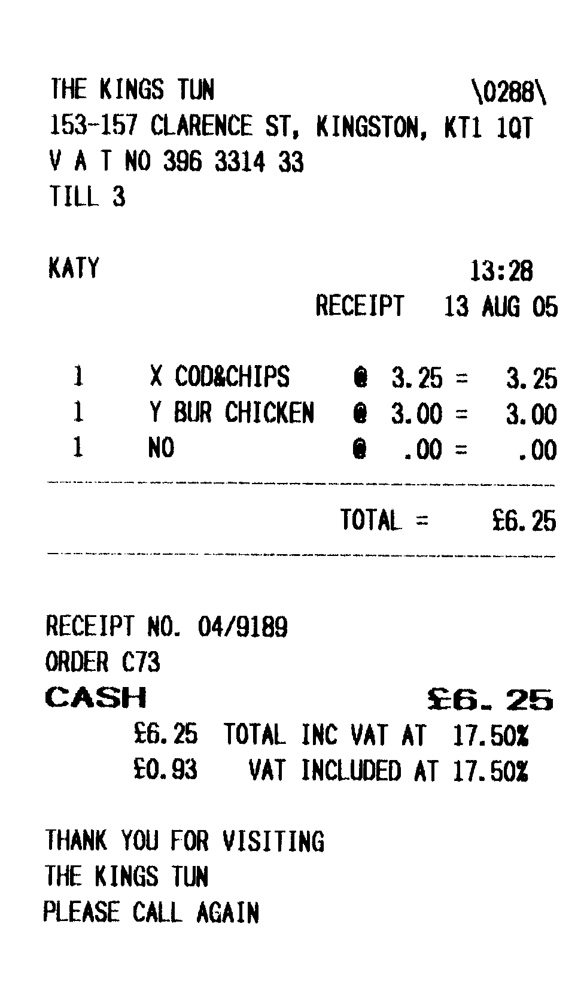 THE KINGS TUN \0288\
153-157 CLARENCE ST, KINGSTON, KT1 1QT
V A T NO 396 3314 33
TILL 3
KATY 13:28
RECEIPT 13 AUG 05
1 X COD&CHIPS @ 3.25 = 3.25
1 Y BUR CHICKEN @ 3.00 = 3.00
1 NO @ .00 = .00
TOTAL = £6.25
RECEIPT NO. 04/9189
ORDER C73
CASH £6.25
£6.25 TOTAL INC VAT AT 17.50%
£0.93 VAT INCLUDED AT 17.50%
THANK YOU FOR VISITING
THE KINGS TUN
PLEASE CALL AGAIN